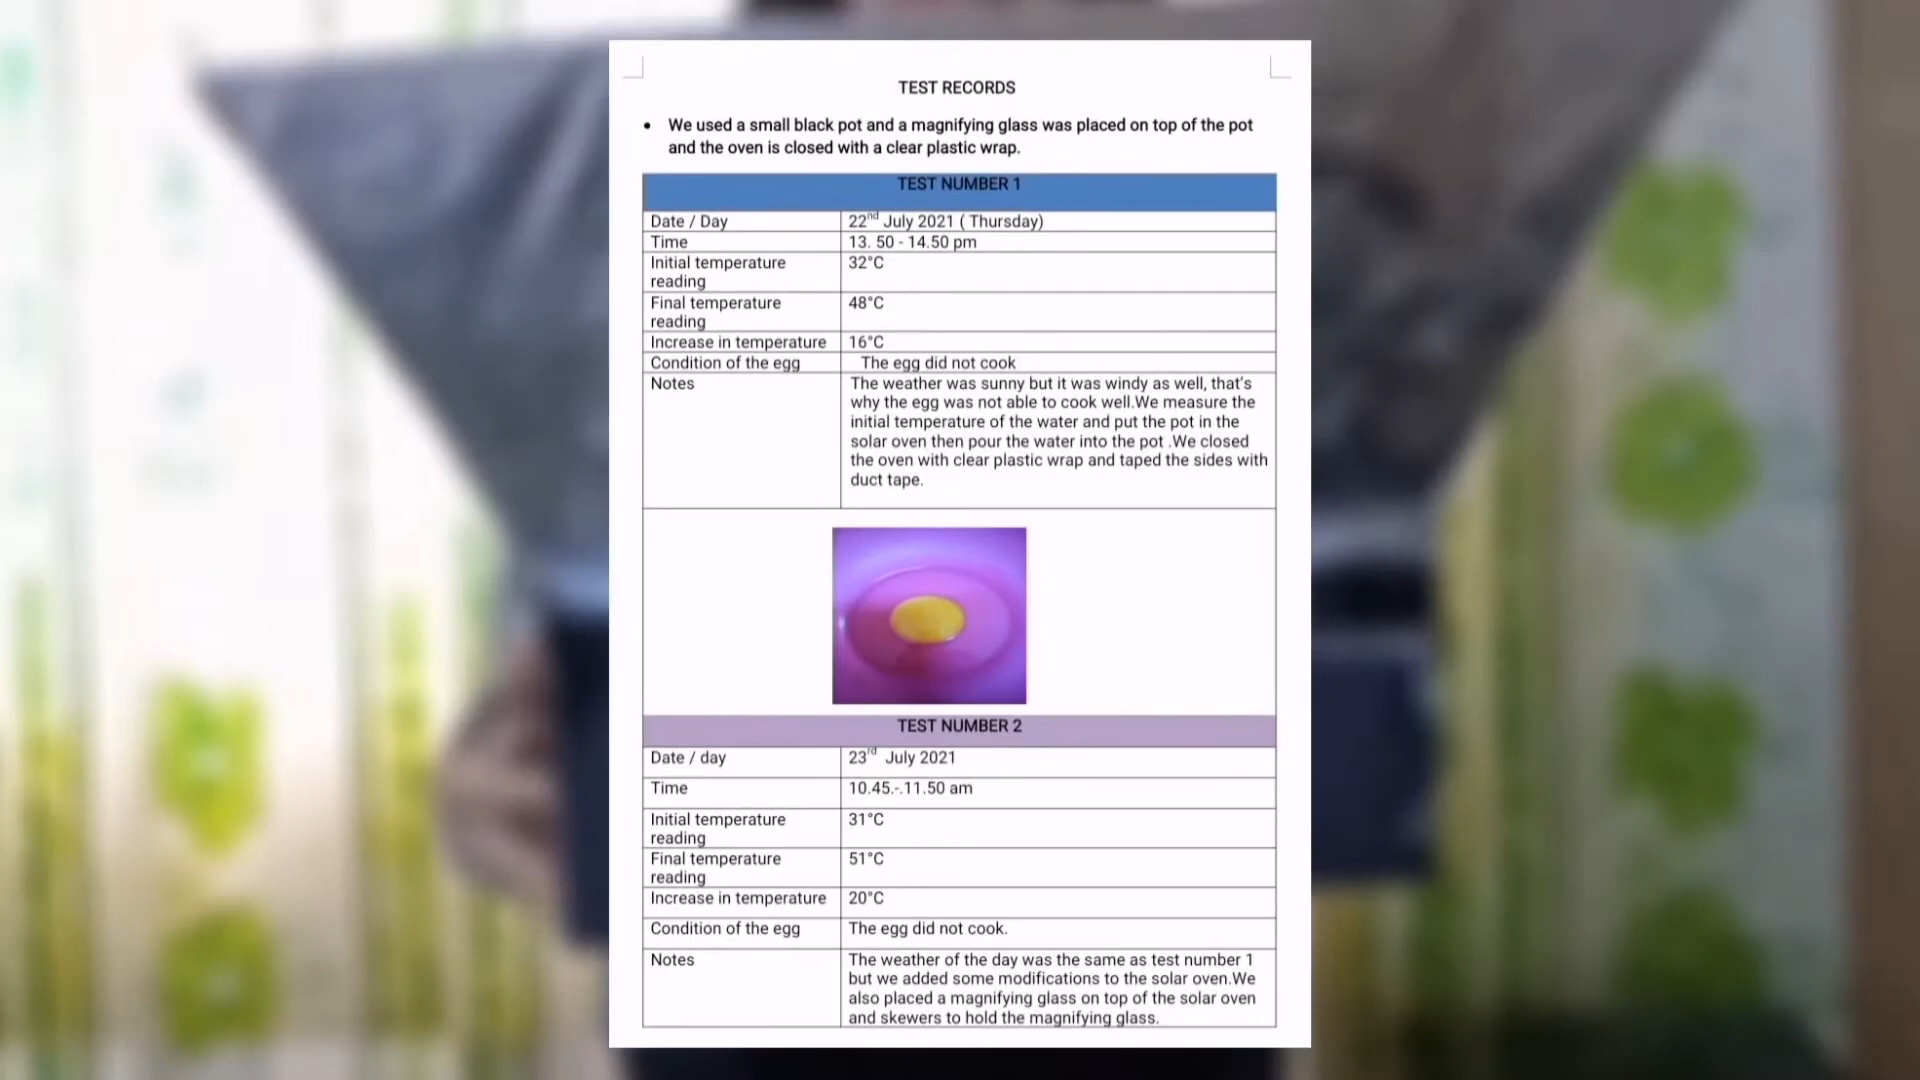 TEST RECORDS
• We used a small black pot and a magnifying glass was placed on top of the pot
and the oven is closed with a clear plastic wrap.
TEST NUMBER 1
Date / Day 22nd July 2021 ( Thursday)
Time 13. 50 - 14.50 pm
Initial temperature
reading 32°C
Final temperature
reading 48°C
Increase in temperature 16°C
Condition of the egg The egg did not cook
Notes The weather was sunny but it was windy as well, that's
why the egg was not able to cook well.We measure the
initial temperature of the water and put the pot in the
solar oven then pour the water into the pot .We closed
the oven with clear plastic wrap and taped the sides with
duct tape.
TEST NUMBER 2
Date / day 23rd July 2021
Time 10.45.-.11.50 am
Initial temperature
reading 31°C
Final temperature
reading 51°C
Increase in temperature 20°C
Condition of the egg The egg did not cook.
Notes The weather of the day was the same as test number 1
but we added some modifications to the solar oven.We
also placed a magnifying glass on top of the solar oven
and skewers to hold the magnifying glass.